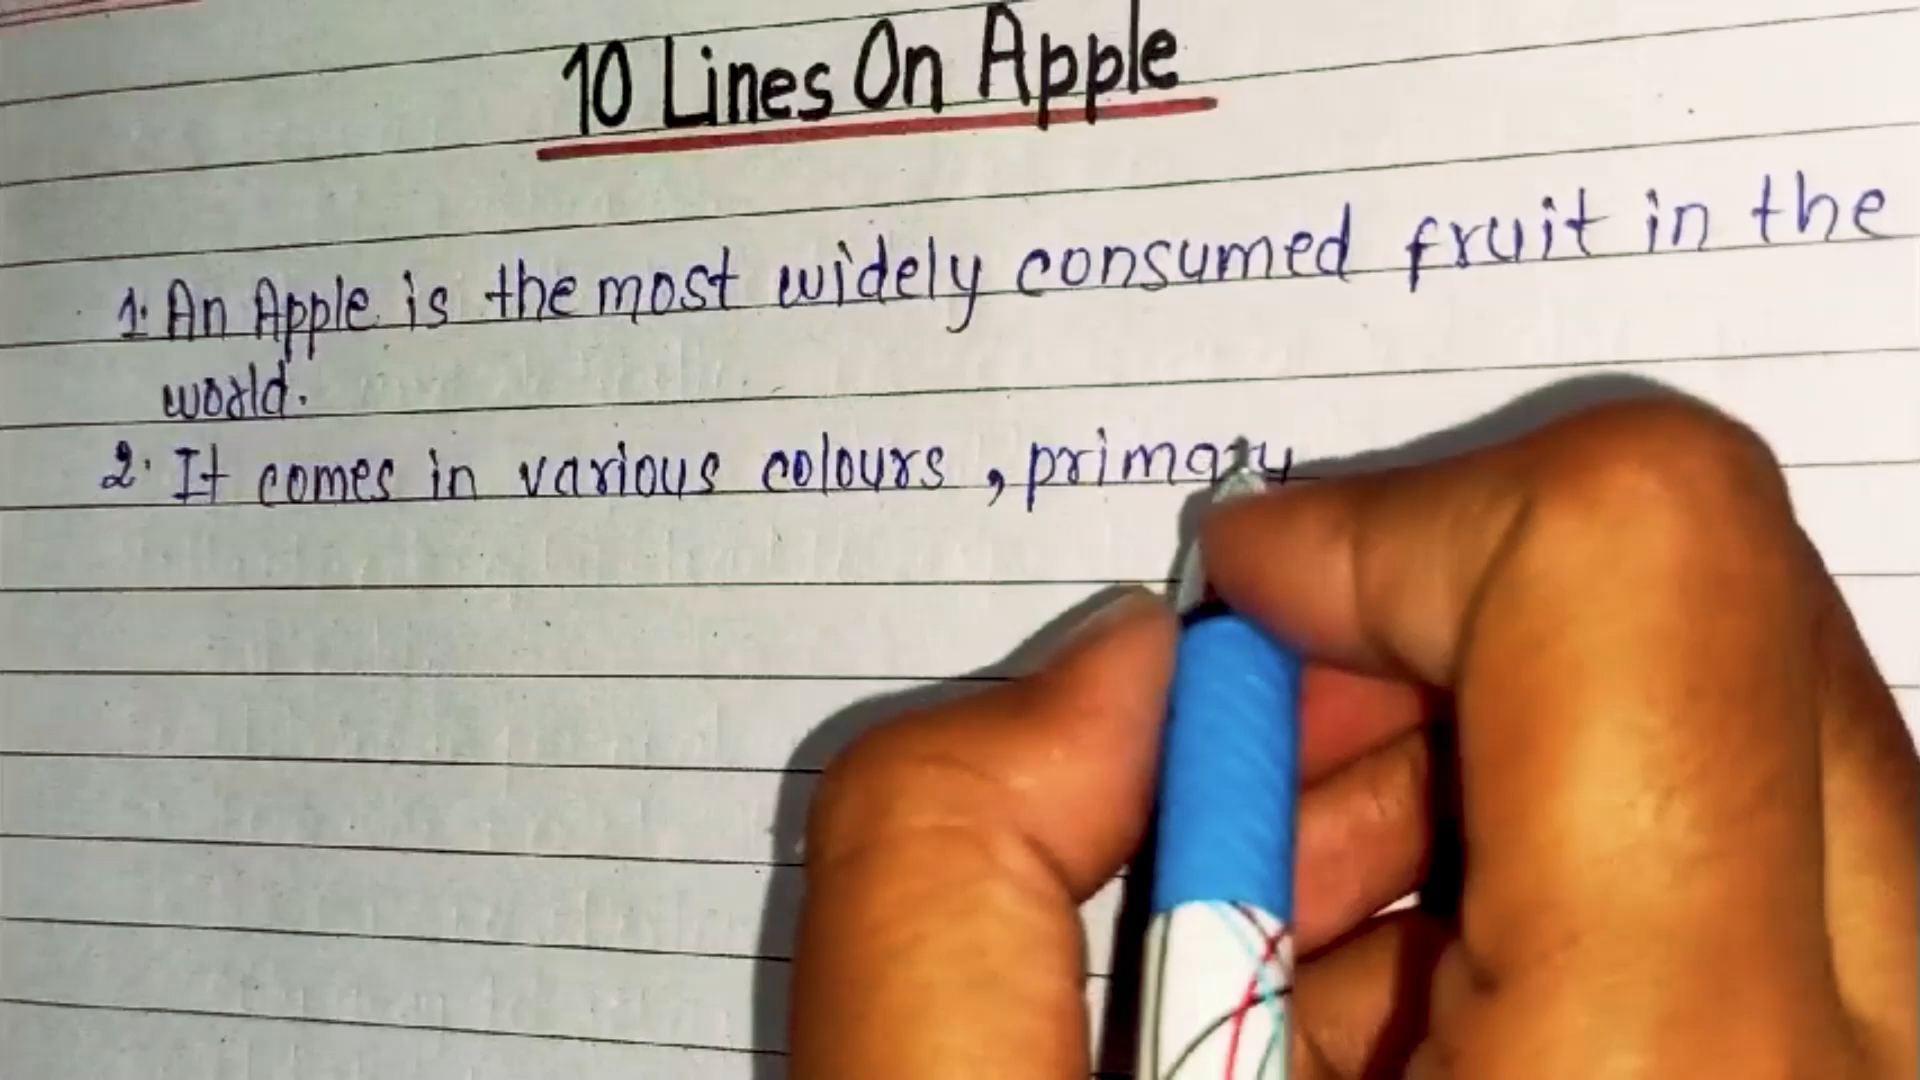 10 Lines On Apple
1. An Apple is the most widely consumed fruit in the
world.
2. It comes in various colours, primary